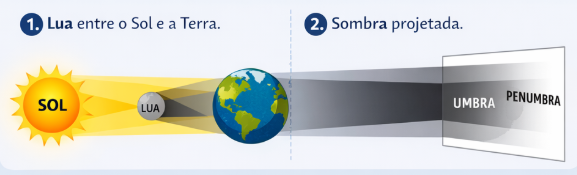 1. Lua entre o Sol e a Terra.
2. Sombra projetada.
SOL
LUA
UMBRA
PENUMBRA